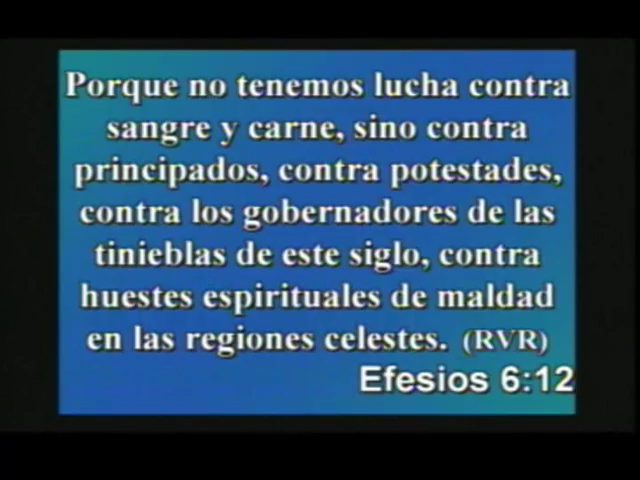 Porque no tenemos lucha contra
sangre y carne, sino contra
principados, contra potestades,
contra los gobernadores de las
tinieblas de este siglo, contra
huestes espirituales de maldad
en las regiones celestes. (RVR)
Efesios 6:12